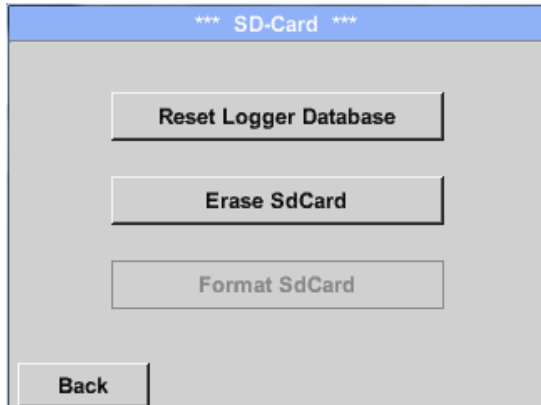 *** SD-Card ***
Reset Logger Database
Erase SdCard
Format SdCard
Back